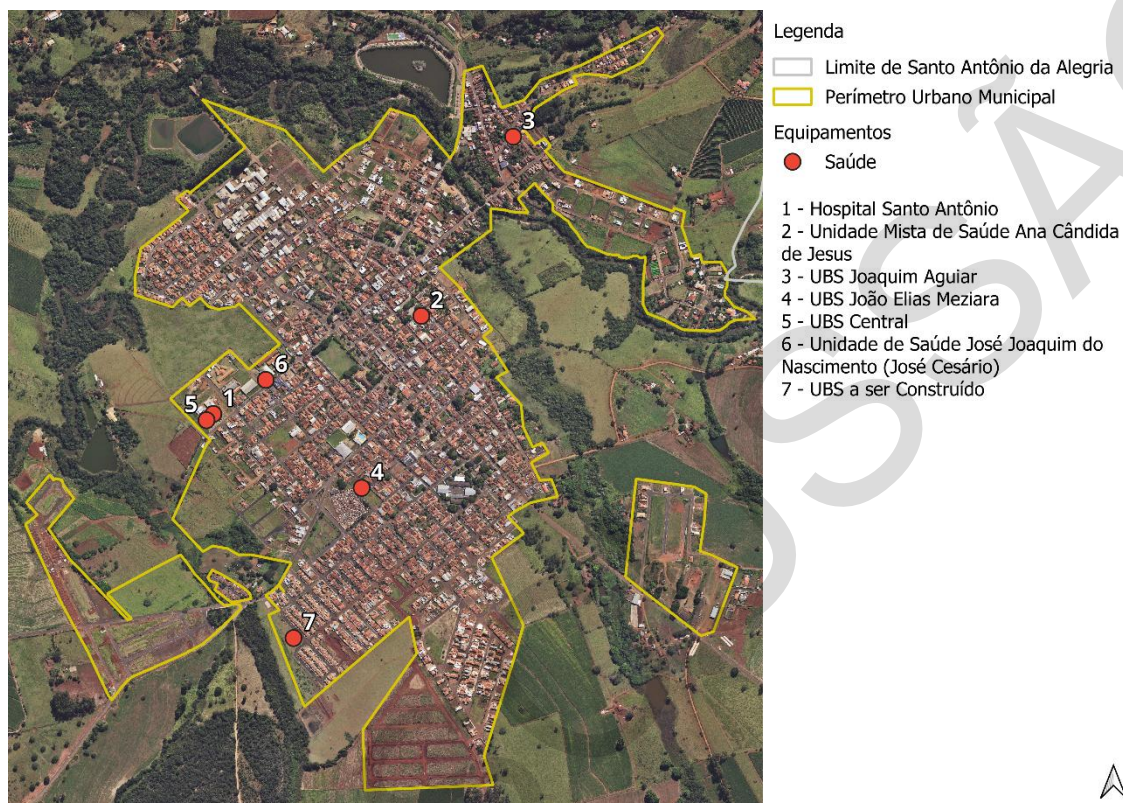 Legenda
Limite de Santo Antônio da Alegria
Perímetro Urbano Municipal
Equipamentos
Saúde
1 - Hospital Santo Antônio
2 - Unidade Mista de Saúde Ana Cândida
de Jesus
3 - UBS Joaquim Aguiar
4 - UBS João Elias Meziara
5 - UBS Central
6 - Unidade de Saúde José Joaquim do
Nascimento (José Cesário)
7 - UBS a ser Construído
3
2
6
1
5
4
7
USSÃ